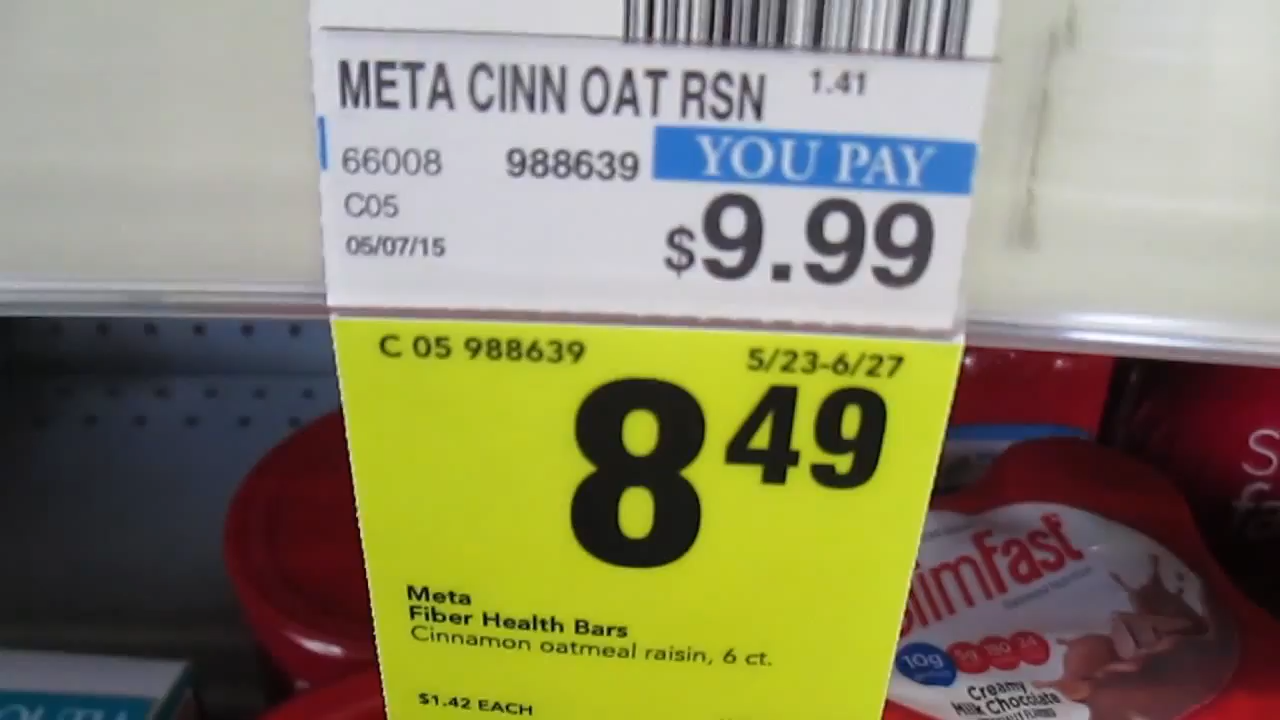 META CINN OAT RSN 1.41
66008 988639 YOU PAY
C05
05/07/15 $9.99
C 05 988639 5/23-6/27
8 49
Meta
Fiber Health Bars
Cinnamon oatmeal raisin, 6 ct.
$1.42 EACH
SlimFast
10g
Creamy
Milk Chocolate